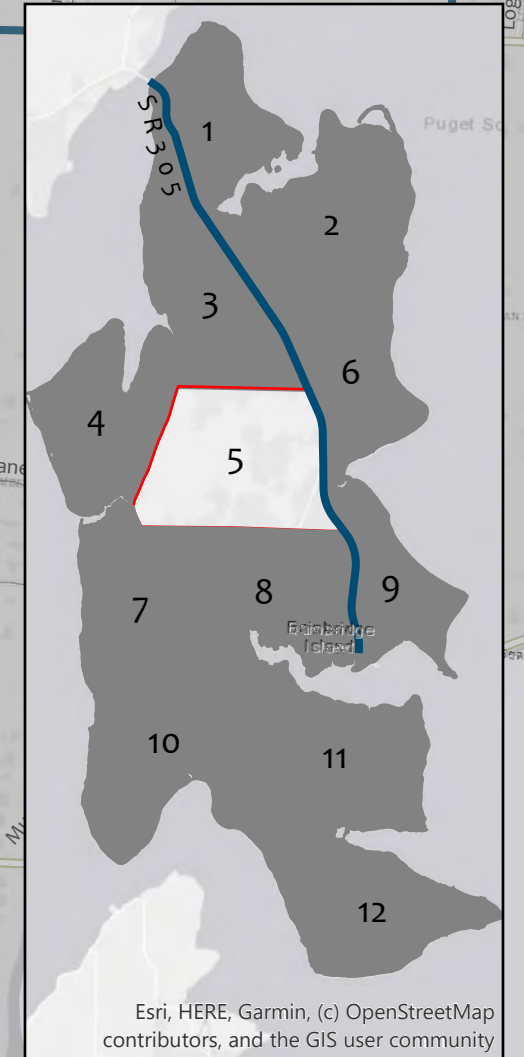 SR305
1
Puget So
2
3
6
4
5
7
8
9
Bainbridge
Island
10
11
12
Esri, HERE, Garmin, (c) OpenStreetMap
contributors, and the GIS user community